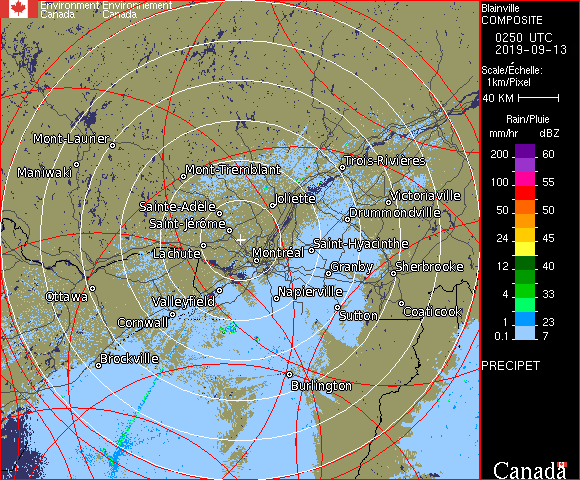 Environment Environnement
Canada Canada
Blainville
COMPOSITE
0250 UTC
2019-09-13
Scale/Échelle:
1km/Pixel
40 KM
Rain/Pluie
mm/hr dBZ
200 60
100 55
50 50
24 45
12 40
4 33
1 23
0.1 7
PRECIPET
Canada
Mont-Laurier
Maniwaki
Mont-Tremblant
Trois-Rivières
Joliette
Victoriaville
Sainte-Adele
Drummondville
Saint-Jérôme
Saint-Hyacinthe
Lachute
Montréal
Granby
Sherbrooke
Ottawa
Valleyfield
Napierville
Cornwall
Sutton
Coaticook
Brockville
Burlington